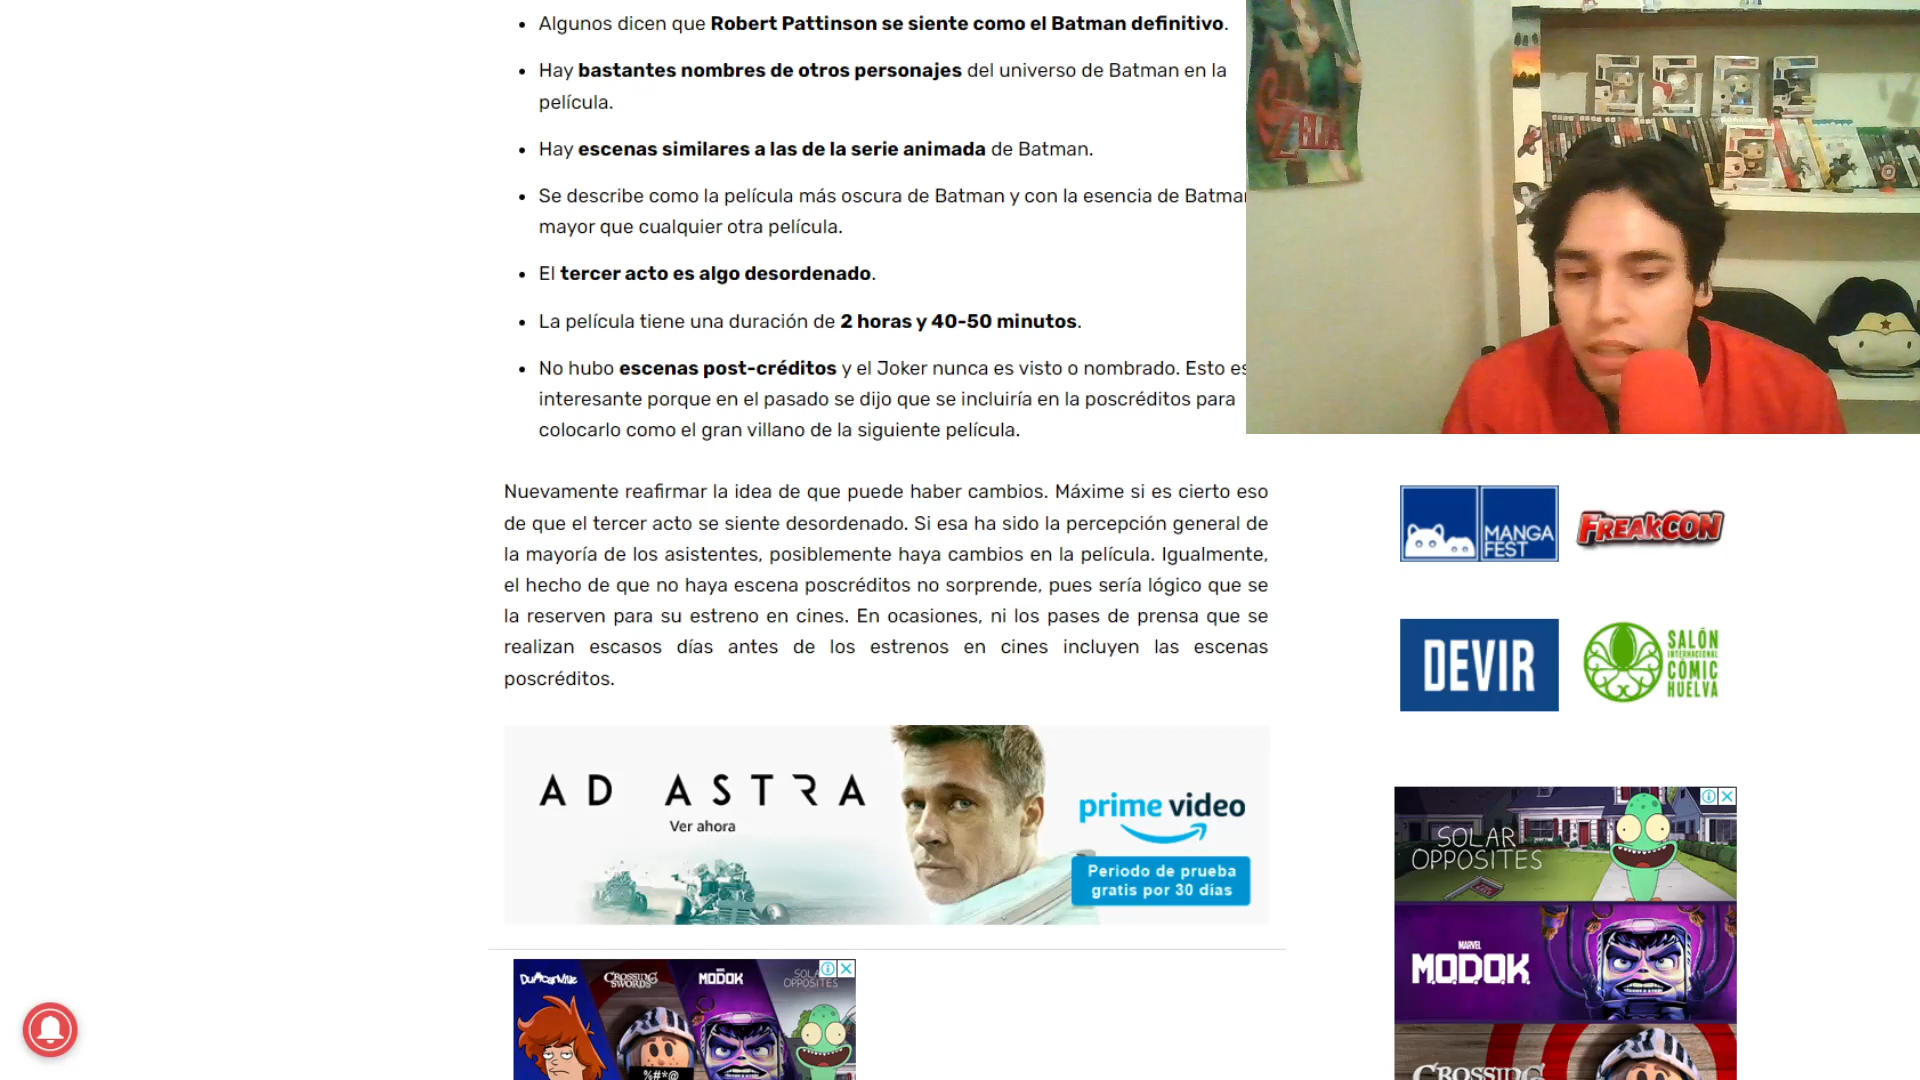 Algunos dicen que Robert Pattinson se siente como el Batman definitivo.
Hay bastantes nombres de otros personajes del universo de Batman en la
película.
Hay escenas similares a las de la serie animada de Batman.
Se describe como la película más oscura de Batman y con la esencia de Batman
mayor que cualquier otra película.
El tercer acto es algo desordenado.
La película tiene una duración de 2 horas y 40-50 minutos.
No hubo escenas post-créditos y el Joker nunca es visto o nombrado. Esto es
interesante porque en el pasado se dijo que se incluiría en la poscréditos para
colocarlo como el gran villano de la siguiente película.
Nuevamente reafirmar la idea de que puede haber cambios. Máxime si es cierto eso
de que el tercer acto se siente desordenado. Si esa ha sido la percepción general de
la mayoría de los asistentes, posiblemente haya cambios en la película. Igualmente,
el hecho de que no haya escena poscréditos no sorprende, pues sería lógico que se
la reserven para su estreno en cines. En ocasiones, ni los pases de prensa que se
realizan escasos días antes de los estrenos en cines incluyen las escenas
poscréditos.
AD ASTRA
Ver ahora
prime video
Periodo de prueba
gratis por 30 días
DUNCANVILLE
CROSSING
SWORDS
MODOK
SOLAR
OPPOSITES
%#*@
ZELDA
MANGA
FEST
FREAKCON
DEVIR
SALÓN
INTERNACIONAL
CÓMIC
HUELVA
SOLAR
OPPOSITES
MARVEL
M.O.D.O.K.
CROSSING